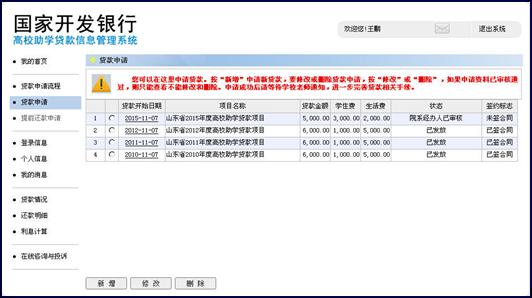 国家开发银行
高校助学贷款信息管理系统
欢迎您!王鹏
退出系统
我的首页
贷款申请流程
贷款申请
提前还款申请
登录信息
个人信息
我的消息
贷款情况
还款明细
利息计算
在线咨询与投诉
贷款申请
您可以在这里申请贷款。按“新增”申请新贷款，要修改或删除贷款申请，按“修改”或“删除”，如果申请资料已审核通
过，则只能查看不能修改和删除。申请成功后请等待学校老师通知，进一步完善贷款相关手续。
贷款开始日期 项目名称 贷款金额 学住费 生活费 状态 签约标志
1 2015-11-07 山东省2015年度高校助学贷款项目 5,000.00 3,000.00 2,000.00 院系经办人已审核 未签合同
2 2012-11-07 山东省2012年度高校助学贷款项目 6,000.00 1,000.00 5,000.00 已发放 已签合同
3 2011-11-07 山东省2011年度高校助学贷款项目 6,000.00 1,000.00 5,000.00 已发放 已签合同
4 2010-11-07 山东省2010年度高校助学贷款项目 6,000.00 1,000.00 5,000.00 已发放 已签合同
新增 修改 删除